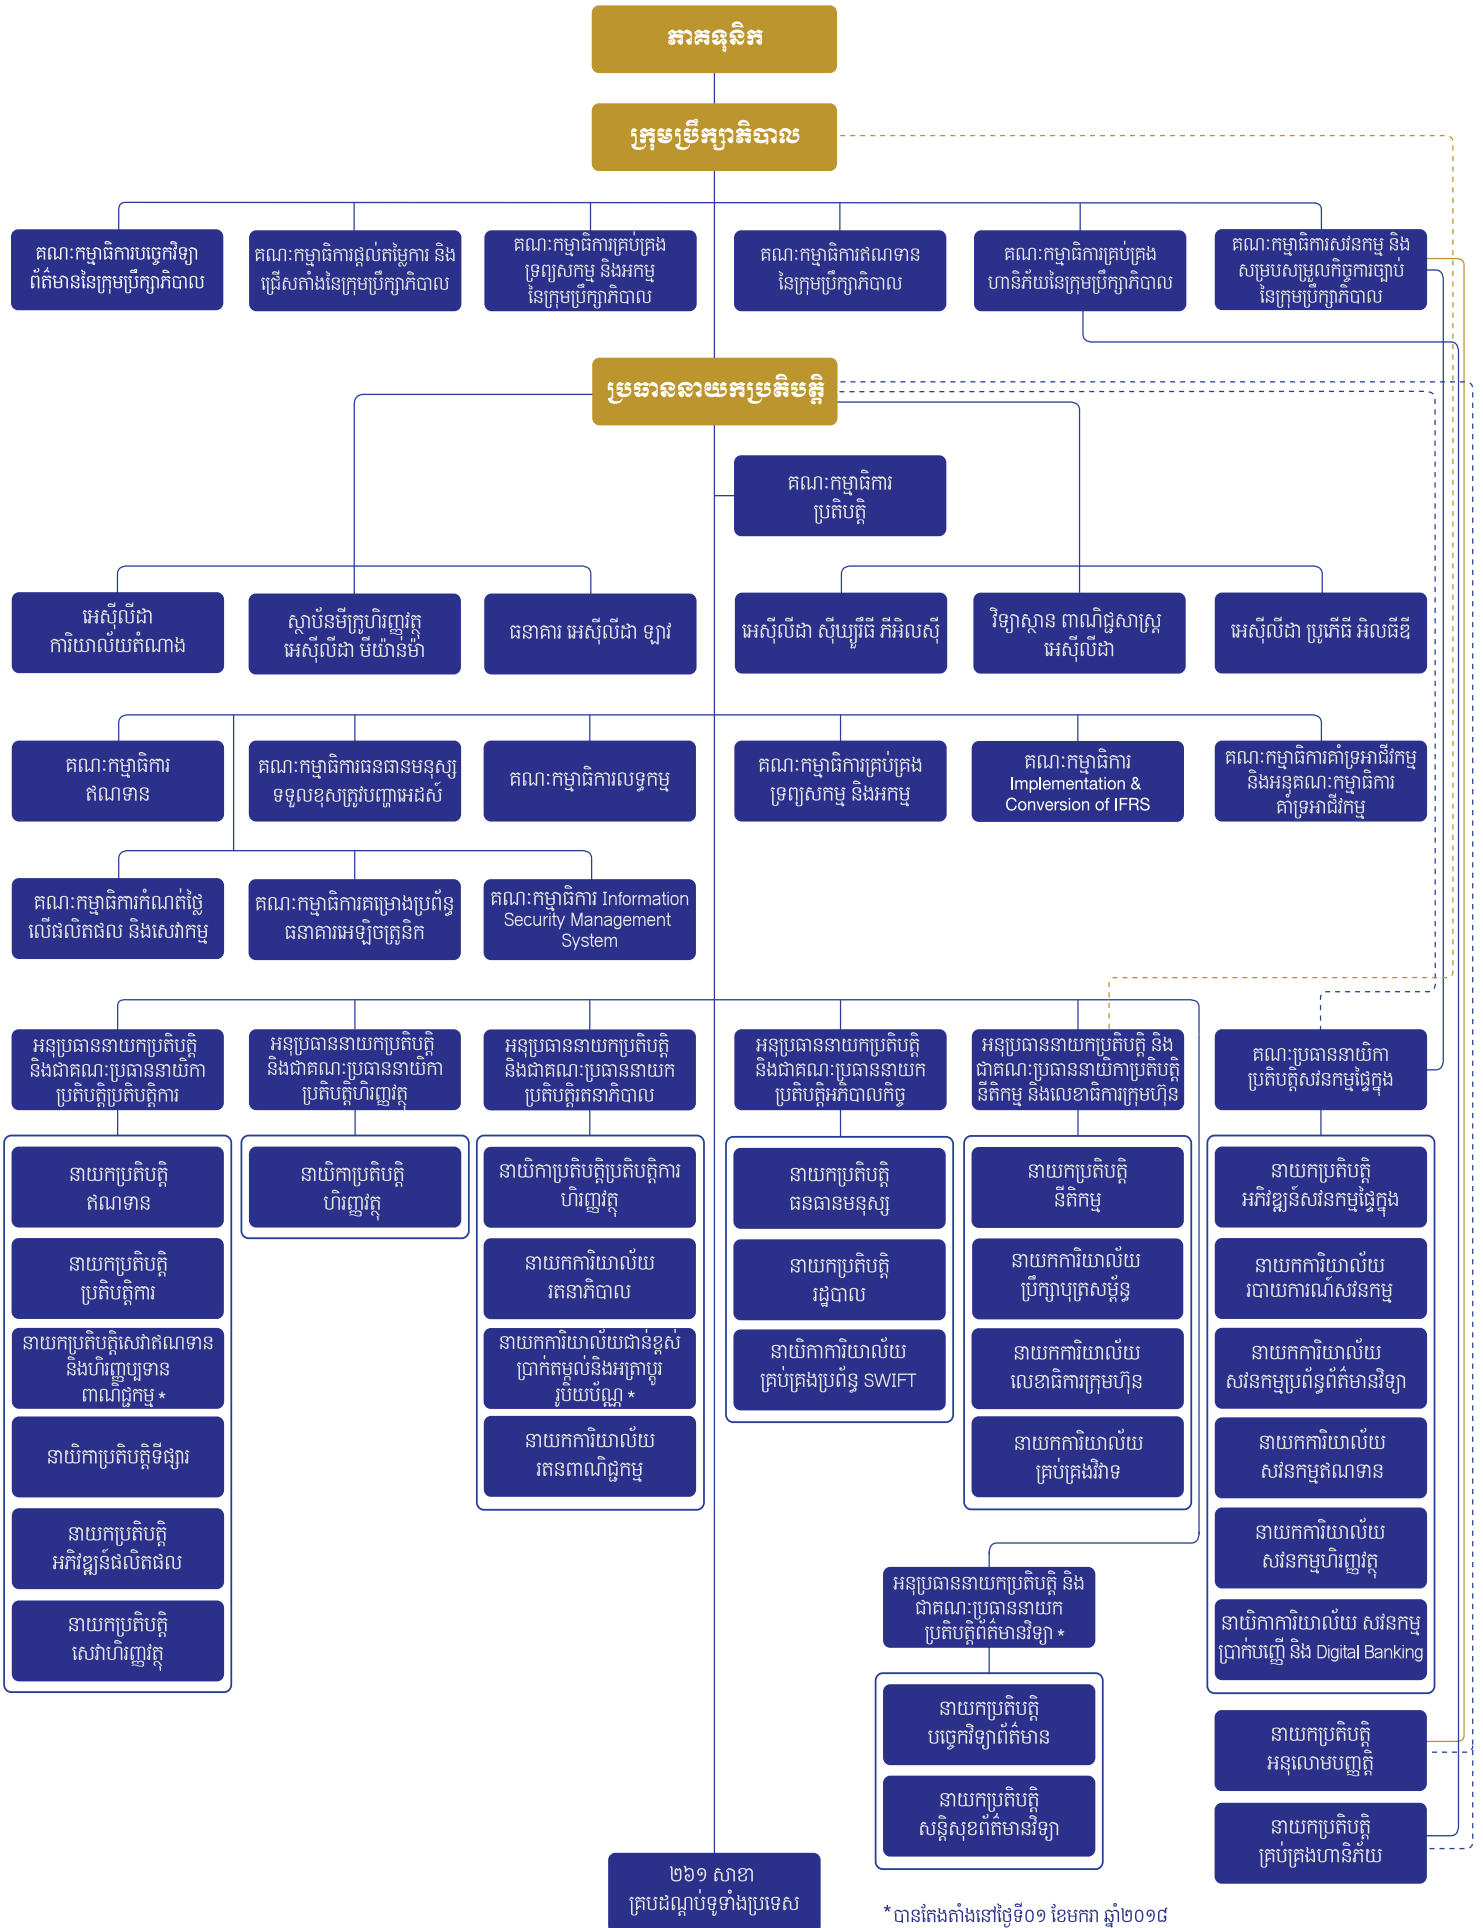 ភាគទុនិក
ក្រុមប្រឹក្សាភិបាល
គណៈកម្មាធិការបច្ចេកវិទ្យា
ព័ត៌មាននៃក្រុមប្រឹក្សាភិបាល
គណៈកម្មាធិការផ្តល់តម្លៃការ និង
ជ្រើសតាំងនៃក្រុមប្រឹក្សាភិបាល
គណៈកម្មាធិការគ្រប់គ្រង
ទ្រព្យសកម្ម និងអកម្ម
នៃក្រុមប្រឹក្សាភិបាល
គណៈកម្មាធិការឥណទាន
នៃក្រុមប្រឹក្សាភិបាល
គណៈកម្មាធិការគ្រប់គ្រង
ហានិភ័យនៃក្រុមប្រឹក្សាភិបាល
គណៈកម្មាធិការសវនកម្ម និង
សម្របសម្រួលកិច្ចការច្បាប់
នៃក្រុមប្រឹក្សាភិបាល
ប្រធាននាយកប្រតិបត្តិ
គណៈកម្មាធិការ
ប្រតិបត្តិ
អេស៊ីលីដា
ការិយាល័យតំណាង
ស្ថាប័នមីក្រូហិរញ្ញវត្ថុ
អេស៊ីលីដា មីយ៉ាន់ម៉ា
ធនាគារ អេស៊ីលីដា ឡាវ
អេស៊ីលីដា ស៊ីឃ្យួរឹធី ភីអិលស៊ី
វិទ្យាស្ថាន ពាណិជ្ជសាស្ត្រ
អេស៊ីលីដា
អេស៊ីលីដា ប្រូភើធី អិលធីឌី
គណៈកម្មាធិការ
ឥណទាន
គណៈកម្មាធិការធនធានមនុស្ស
ទទួលខុសត្រូវបញ្ហាអេដស៍
គណៈកម្មាធិការលទ្ធកម្ម
គណៈកម្មាធិការគ្រប់គ្រង
ទ្រព្យសកម្ម និងអកម្ម
គណៈកម្មាធិការ
Implementation &
Conversion of IFRS
គណៈកម្មាធិការគាំទ្រអាជីវកម្ម
និងអនុគណៈកម្មាធិការ
គាំទ្រអាជីវកម្ម
គណៈកម្មាធិការកំណត់ថ្លៃ
លើផលិតផល និងសេវាកម្ម
គណៈកម្មាធិការគម្រោងប្រព័ន្ធ
ធនាគារអេឡិចត្រូនិក
គណៈកម្មាធិការ Information
Security Management
System
អនុប្រធាននាយកប្រតិបត្តិ
និងជាគណៈប្រធាននាយិកា
ប្រតិបត្តិប្រតិបត្តិការ
អនុប្រធាននាយកប្រតិបត្តិ
និងជាគណៈប្រធាននាយិកា
ប្រតិបត្តិហិរញ្ញវត្ថុ
អនុប្រធាននាយកប្រតិបត្តិ
និងជាគណៈប្រធាននាយក
ប្រតិបត្តិរតនាភិបាល
អនុប្រធាននាយកប្រតិបត្តិ
និងជាគណៈប្រធាននាយក
ប្រតិបត្តិអភិបាលកិច្ច
អនុប្រធាននាយកប្រតិបត្តិ និង
ជាគណៈប្រធាននាយិកាប្រតិបត្តិ
នីតិកម្ម និងលេខាធិការក្រុមហ៊ុន
គណៈប្រធាននាយិកា
ប្រតិបត្តិសវនកម្មផ្ទៃក្នុង
នាយកប្រតិបត្តិ
ឥណទាន
នាយកប្រតិបត្តិ
ប្រតិបត្តិការ
នាយកប្រតិបត្តិសេវាឥណទាន
និងហិរញ្ញប្បទាន
ពាណិជ្ជកម្ម *
នាយិកាប្រតិបត្តិទីផ្សារ
នាយកប្រតិបត្តិ
អភិវឌ្ឍន៍ផលិតផល
នាយកប្រតិបត្តិ
សេវាហិរញ្ញវត្ថុ
នាយិកាប្រតិបត្តិ
ហិរញ្ញវត្ថុ
នាយិកាប្រតិបត្តិប្រតិបត្តិការ
ហិរញ្ញវត្ថុ
នាយកការិយាល័យ
រតនាភិបាល
នាយកការិយាល័យជាន់ខ្ពស់
ប្រាក់តម្កល់និងអត្រាប្តូរ
រូបិយប័ណ្ណ *
នាយកការិយាល័យ
រតនពាណិជ្ជកម្ម
នាយកប្រតិបត្តិ
ធនធានមនុស្ស
នាយកប្រតិបត្តិ
រដ្ឋបាល
នាយិកាការិយាល័យ
គ្រប់គ្រងប្រព័ន្ធ SWIFT
នាយកប្រតិបត្តិ
នីតិកម្ម
នាយកការិយាល័យ
ប្រឹក្សាបុត្រសម្ព័ន្ធ
នាយកការិយាល័យ
លេខាធិការក្រុមហ៊ុន
នាយកការិយាល័យ
គ្រប់គ្រងវិវាទ
នាយកប្រតិបត្តិ
អភិវឌ្ឍន៍សវនកម្មផ្ទៃក្នុង
នាយកការិយាល័យ
របាយការណ៍សវនកម្ម
នាយកការិយាល័យ
សវនកម្មប្រព័ន្ធព័ត៌មានវិទ្យា
នាយកការិយាល័យ
សវនកម្មឥណទាន
នាយកការិយាល័យ
សវនកម្មហិរញ្ញវត្ថុ
នាយិកាការិយាល័យ សវនកម្ម
ប្រាក់បញ្ញើ និង Digital Banking
អនុប្រធាននាយកប្រតិបត្តិ និង
ជាគណៈប្រធាននាយក
ប្រតិបត្តិព័ត៌មានវិទ្យា *
នាយកប្រតិបត្តិ
បច្ចេកវិទ្យាព័ត៌មាន
នាយកប្រតិបត្តិ
សន្តិសុខព័ត៌មានវិទ្យា
នាយកប្រតិបត្តិ
អនុលោមបញ្ញត្តិ
នាយកប្រតិបត្តិ
គ្រប់គ្រងហានិភ័យ
២៦១ សាខា
គ្របដណ្តប់ទូទាំងប្រទេស
* បានតែងតាំងនៅថ្ងៃទី០១ ខែមករា ឆ្នាំ២០១៨